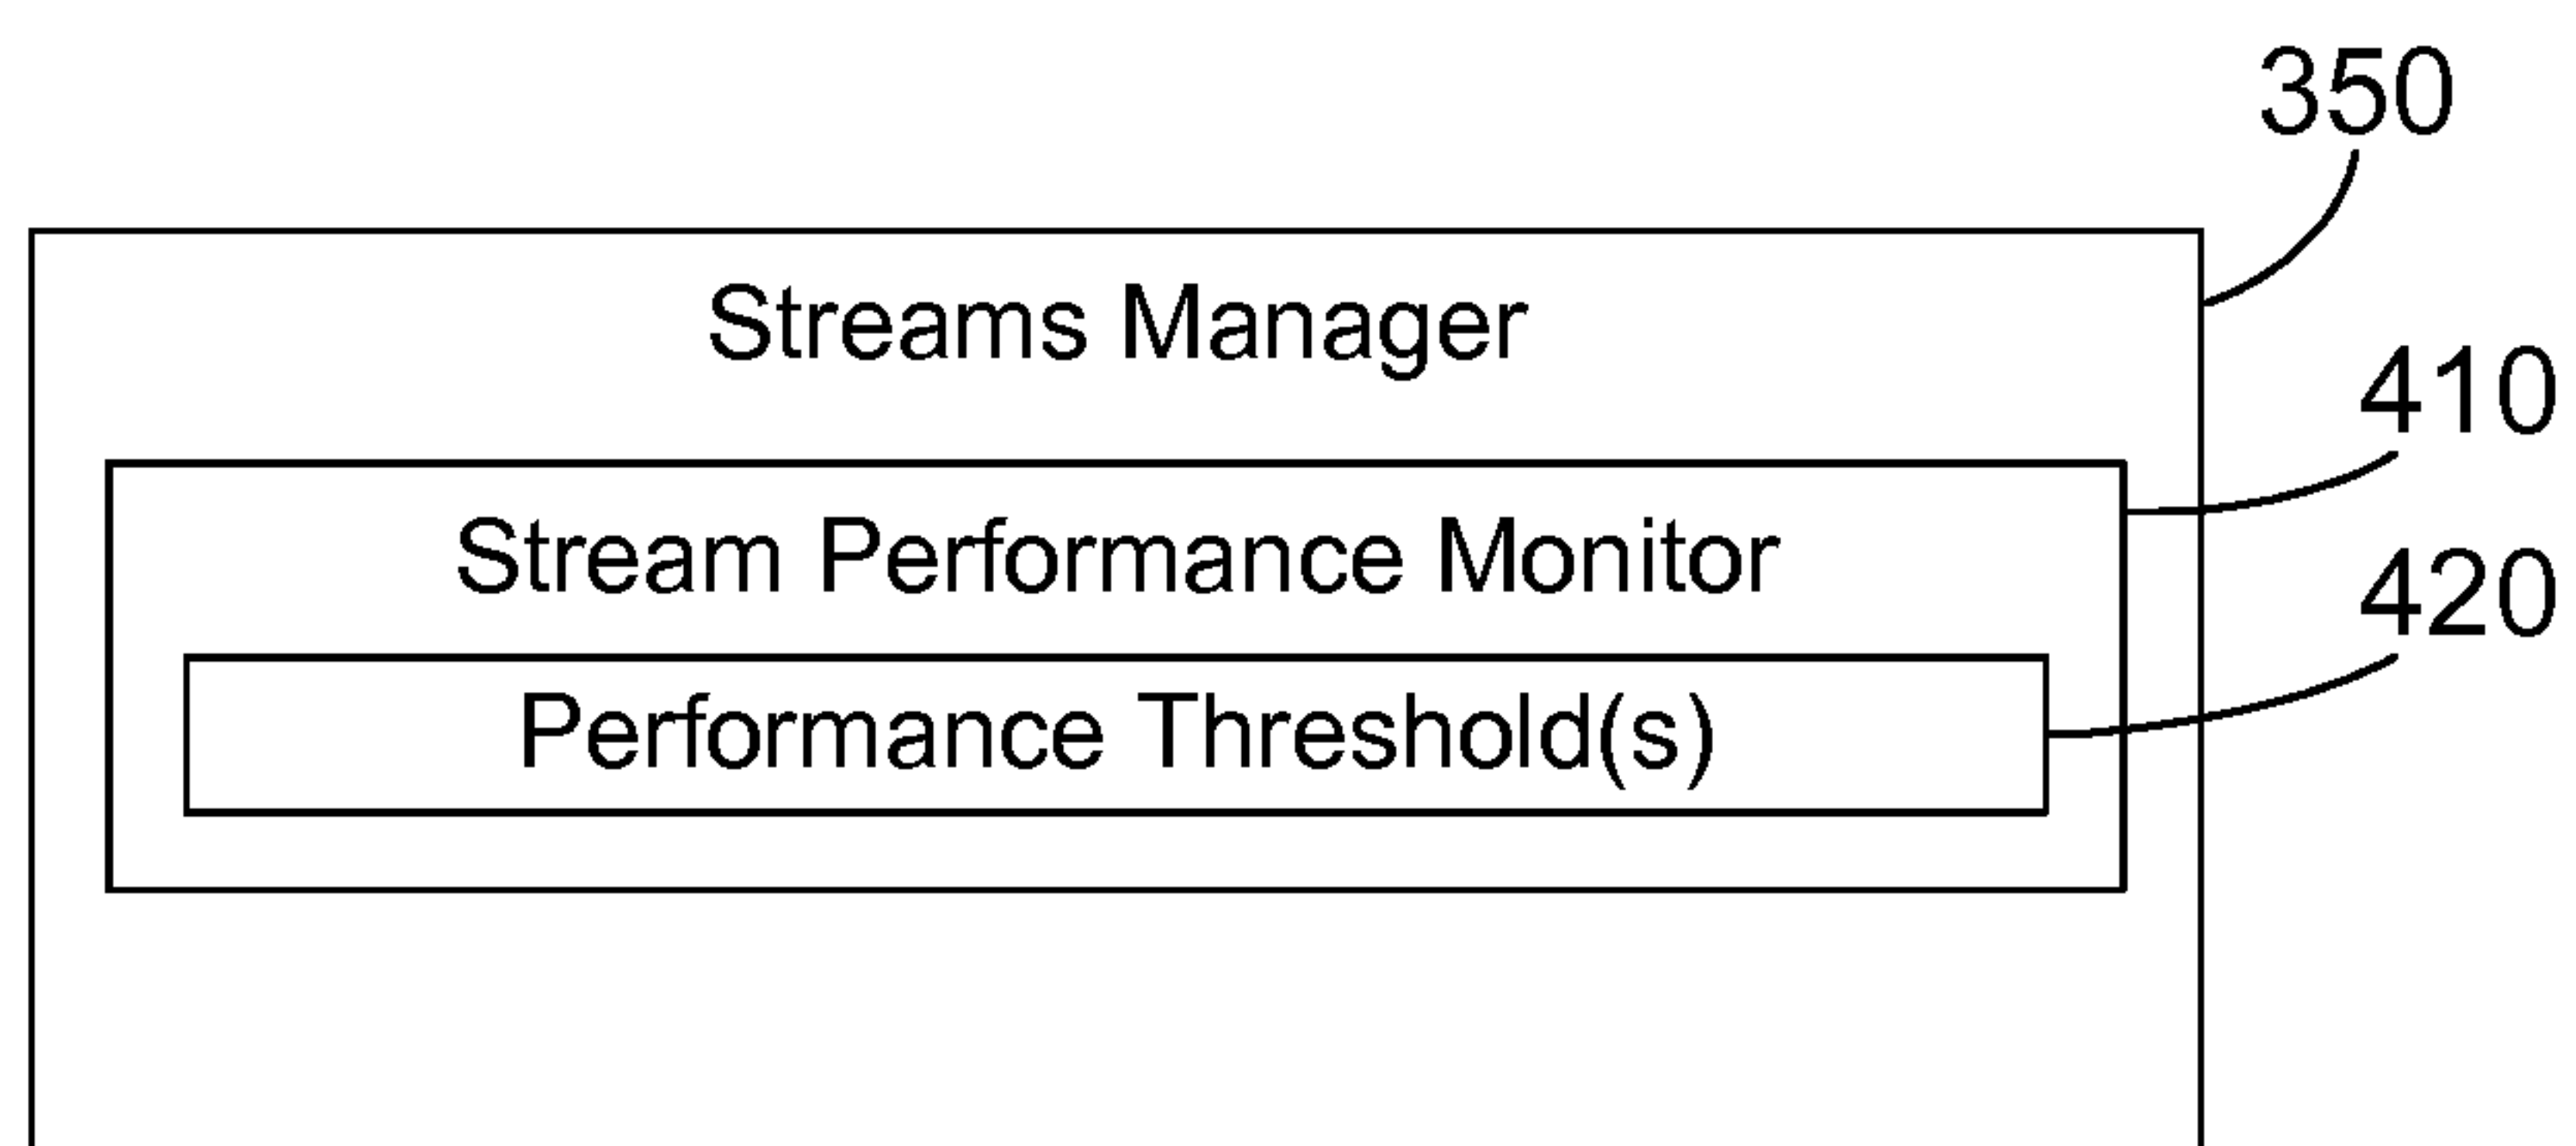 350
Streams Manager
410
Stream Performance Monitor
420
Performance Threshold(s)